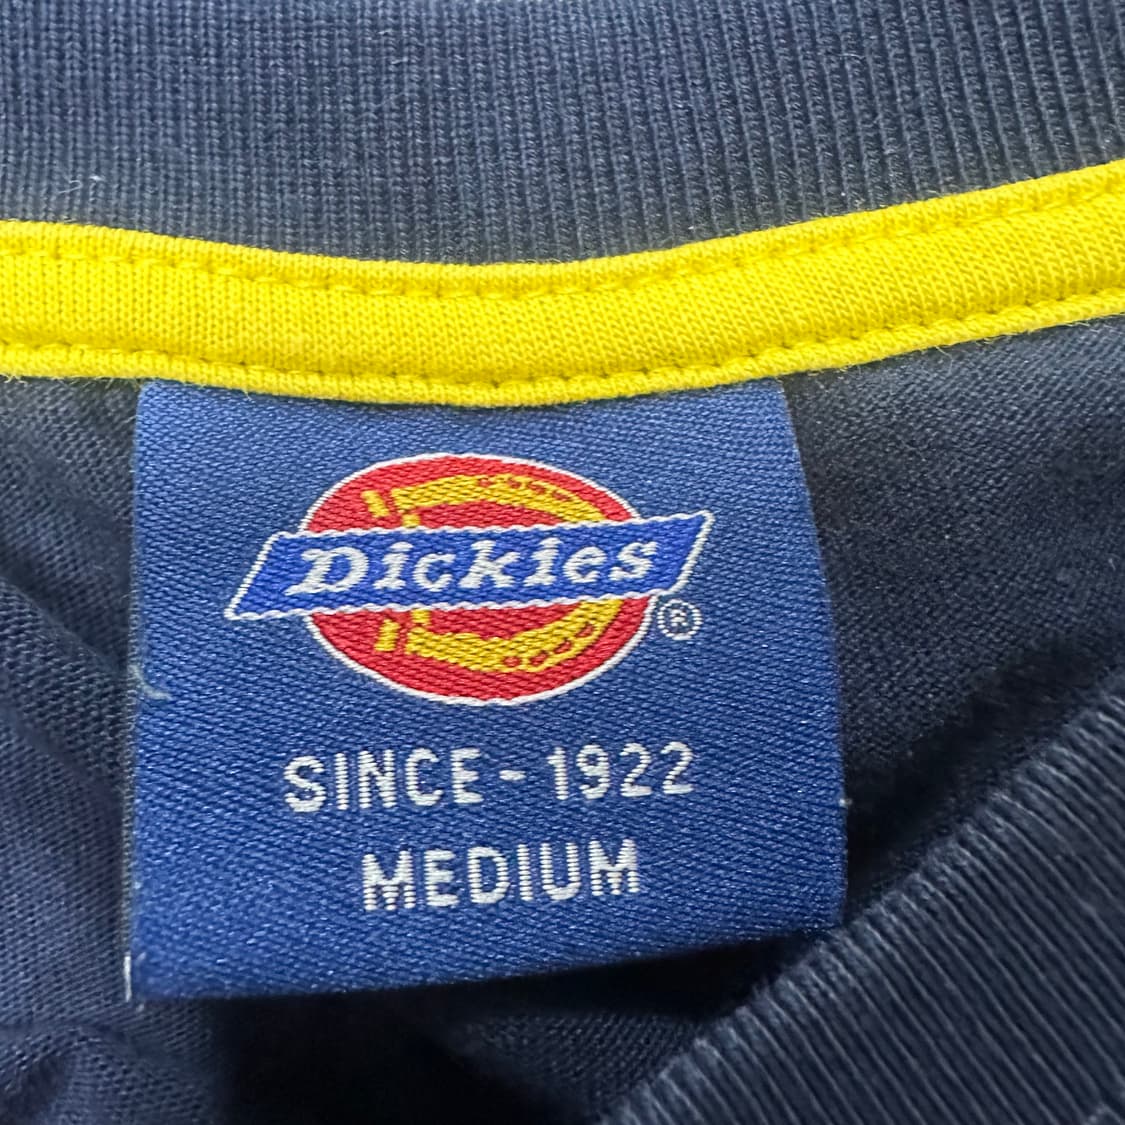 Dickies
®
SINCE - 1922
MEDIUM